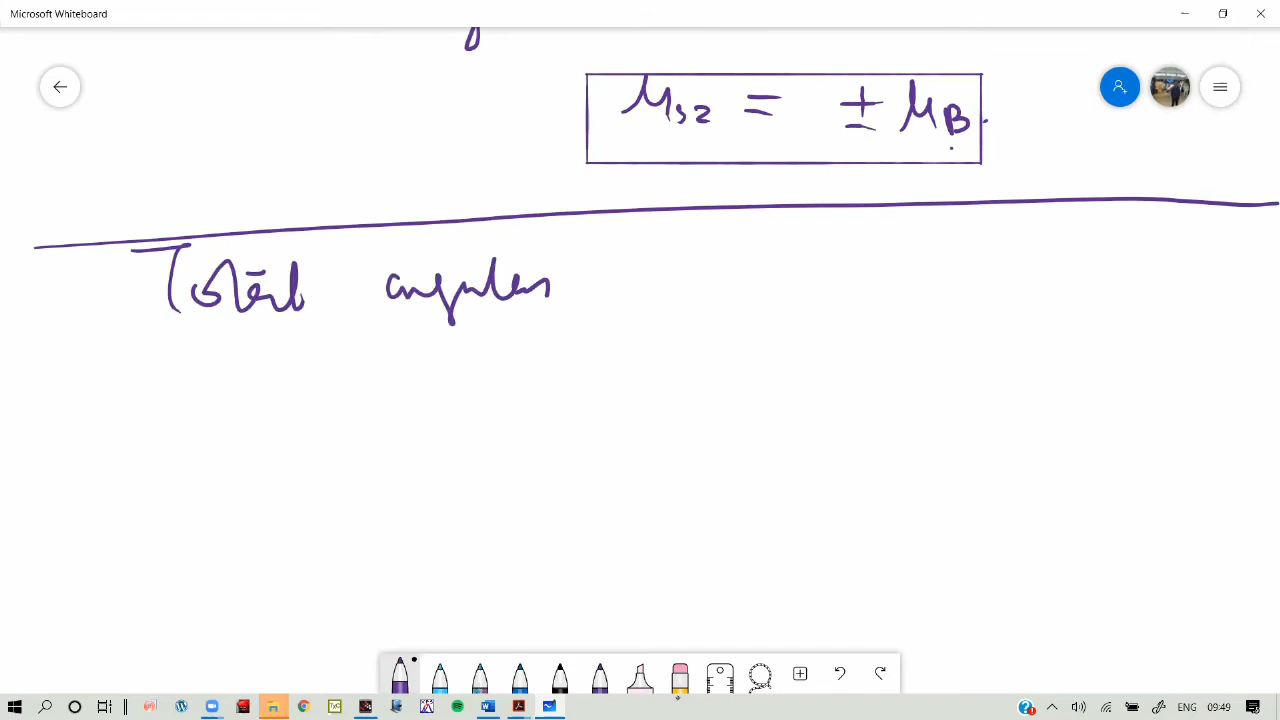 Microsoft Whiteboard
μsz = ± μB.
Total angular
ENG 09:49